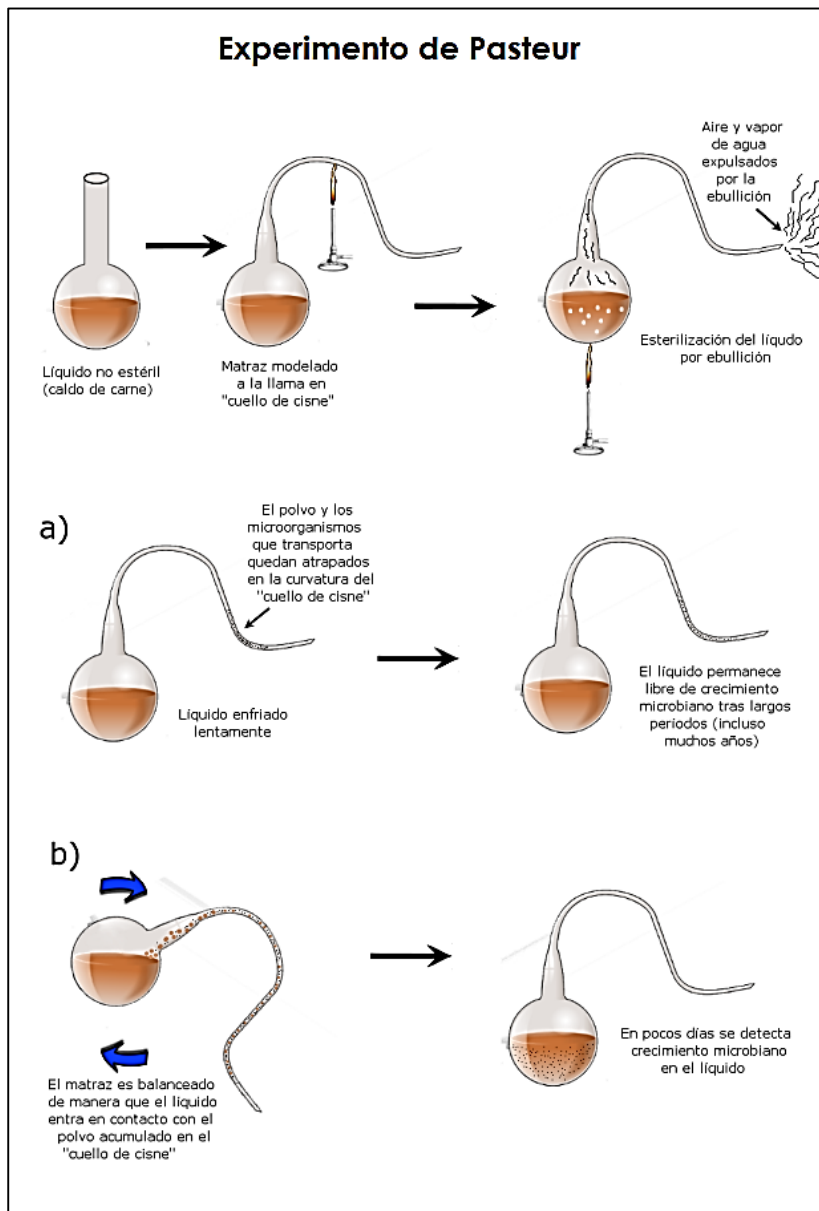 Experimento de Pasteur
Aire y vapor
de agua
expulsados
por la
ebullición
Líquido no estéril
(caldo de carne)
Matraz modelado
a la llama en
"cuello de cisne"
Esterilización del líqudo
por ebullición
a)
El polvo y los
microorganismos
que transporta
quedan atrapados
en la curvatura del
"cuello de cisne"
Líquido enfriado
lentamente
El líquido permanece
libre de crecimiento
microbiano tras largos
períodos (incluso
muchos años)
b)
El matraz es balanceado
de manera que el líquido
entra en contacto con el
polvo acumulado en el
"cuello de cisne"
En pocos días se detecta
crecimiento microbiano
en el líquido